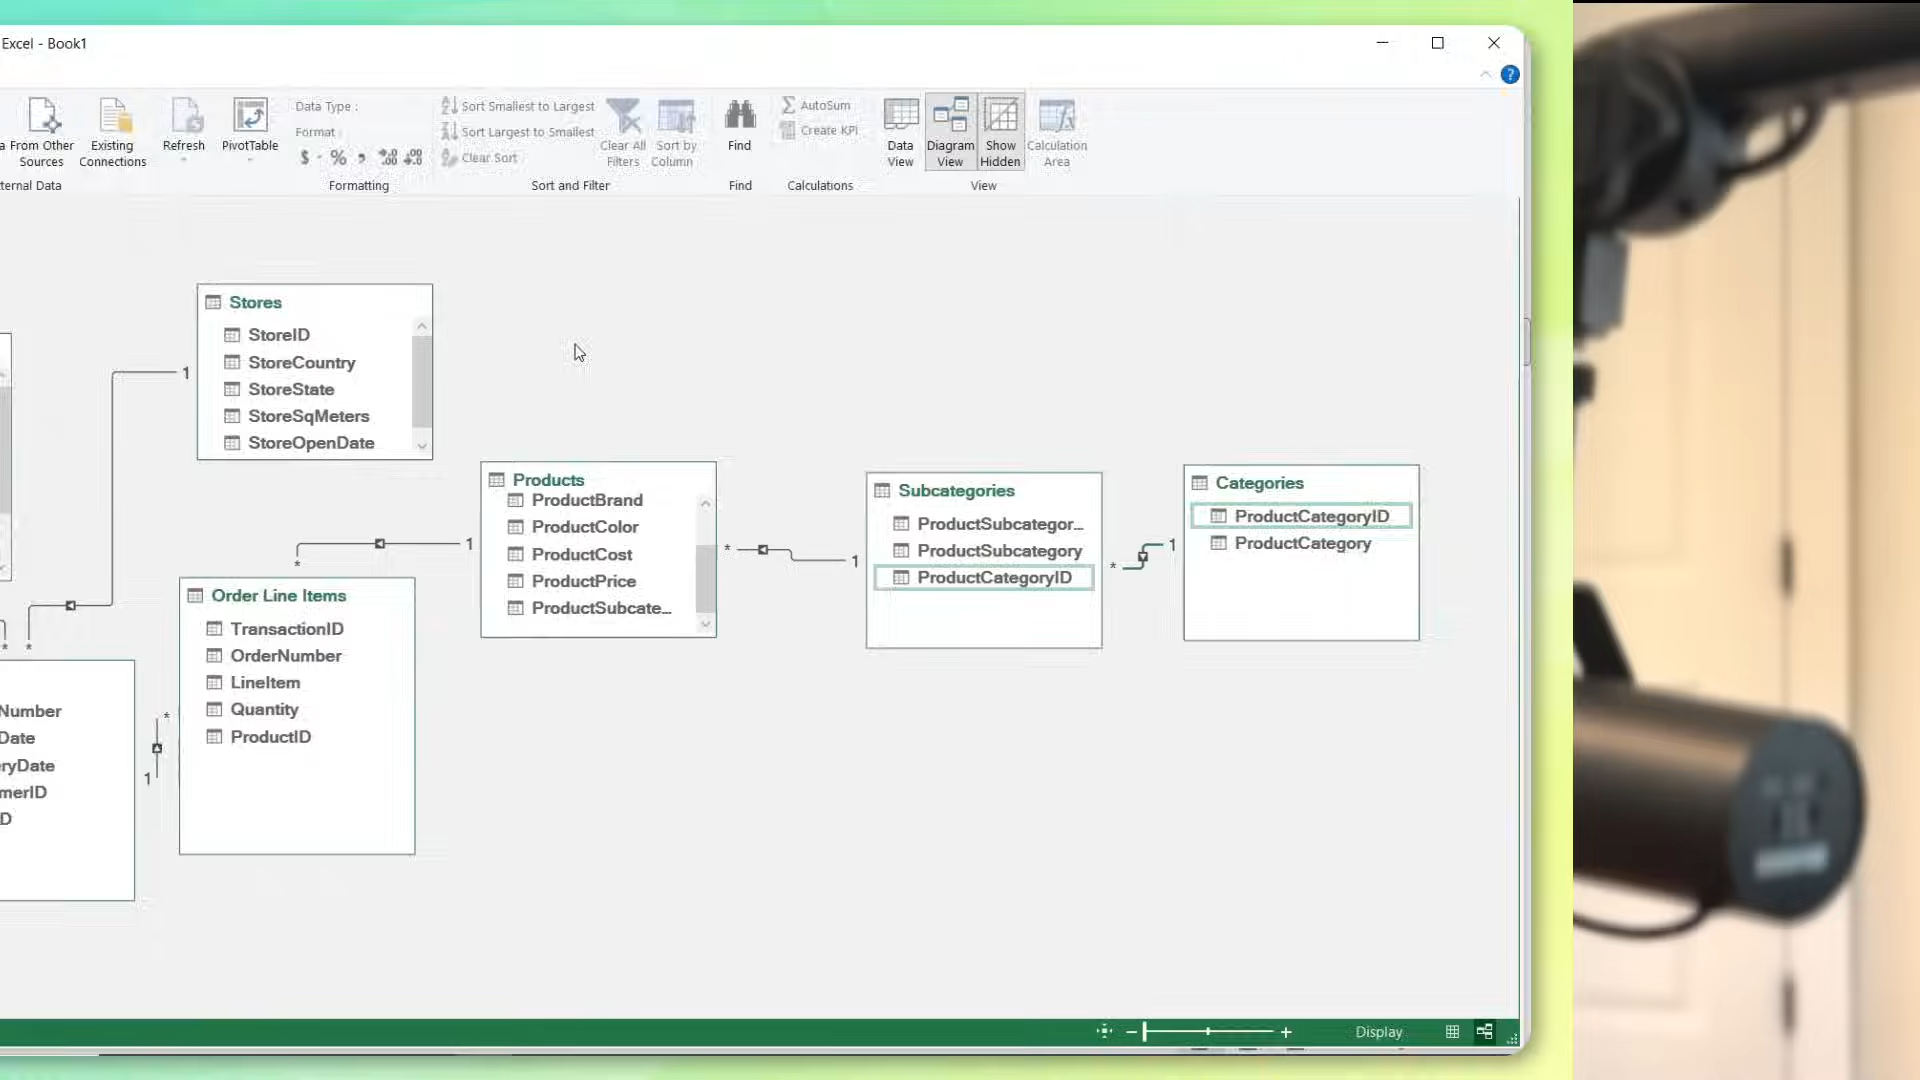 Excel - Book1
a From Other
Sources
Existing
Connections
Refresh
PivotTable
Data Type :
Format
$ % ,
Sort Smallest to Largest
Sort Largest to Smallest
Clear Sort
Clear All
Filters
Sort by
Column
Find
AutoSum
Create KPI
Data
View
Diagram
View
Show
Hidden
Calculation
Area
ternal Data
Formatting
Sort and Filter
Find
Calculations
View
Stores
StoreID
StoreCountry
StoreState
StoreSqMeters
StoreOpenDate
1
Products
ProductBrand
ProductColor
ProductCost
ProductPrice
ProductSubcate...
1
*
*
1
Subcategories
ProductSubcategor...
ProductSubcategory
ProductCategoryID
*
1
Categories
ProductCategoryID
ProductCategory
Order Line Items
TransactionID
OrderNumber
LineItem
Quantity
ProductID
*
*
*
1
Number
Date
ryDate
merID
D
Display